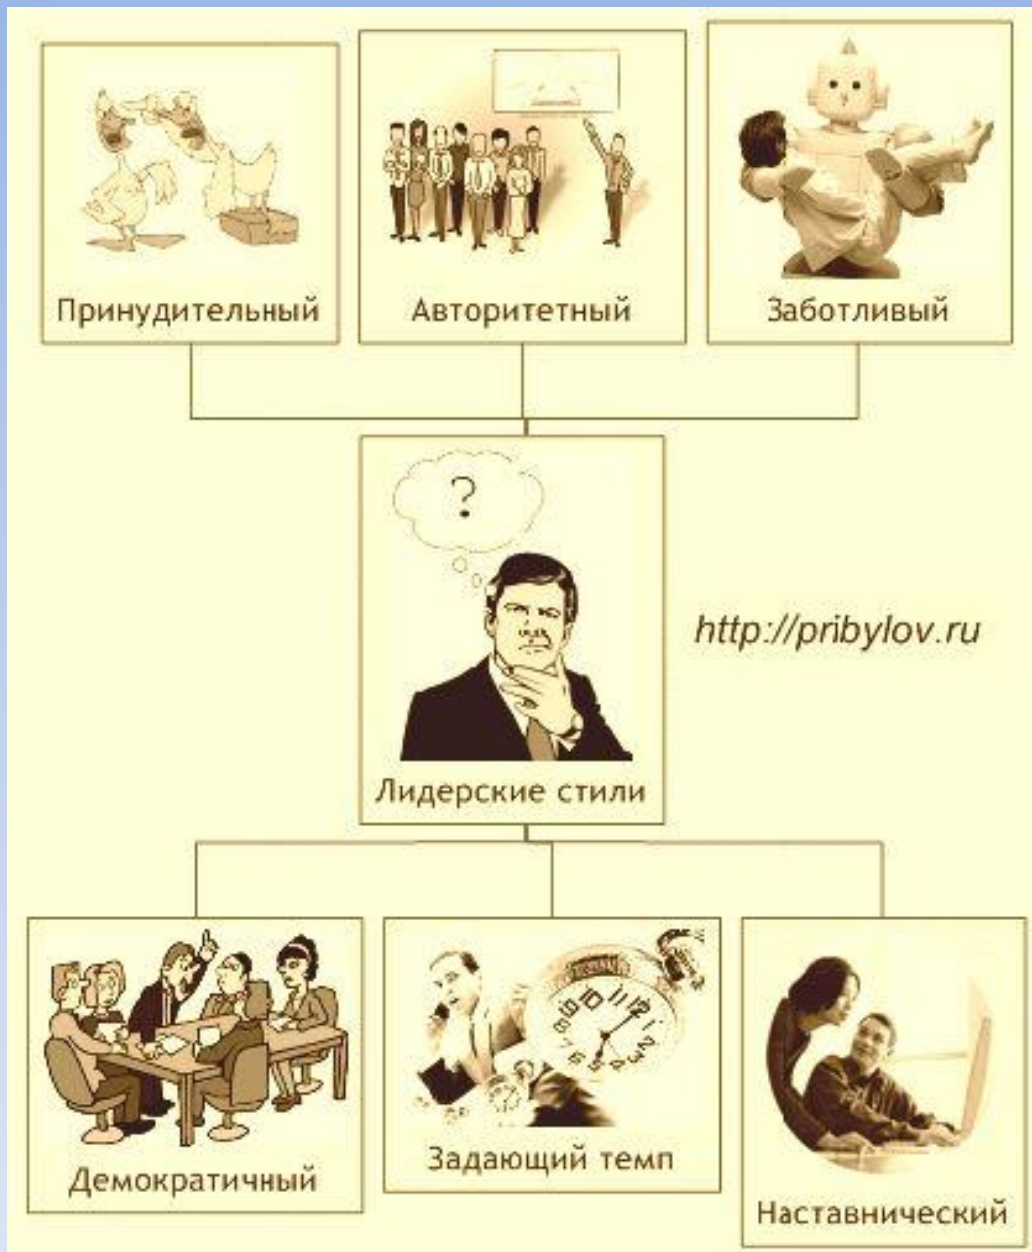 Принудительный
Авторитетный
Заботливый
?
Лидерские стили
http://pribylov.ru
Демократичный
Задающий темп
Наставнический